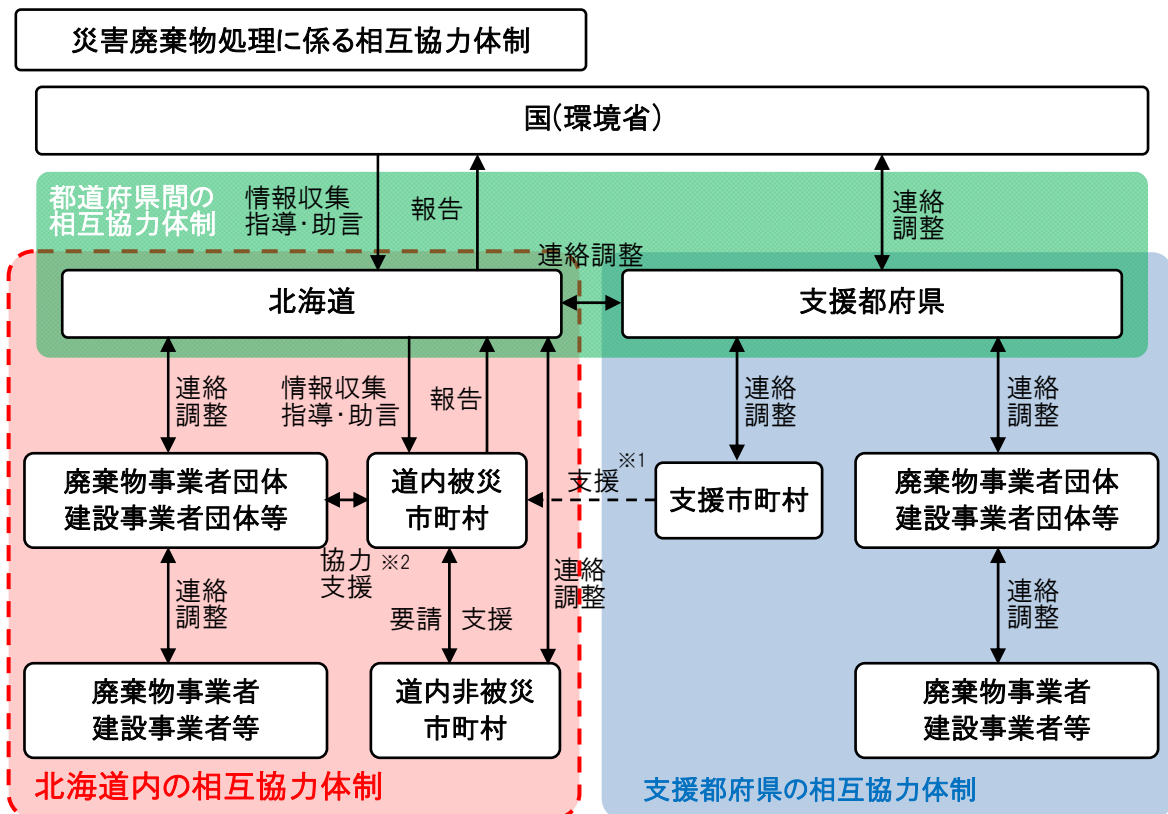 災害廃棄物処理に係る相互協力体制
国(環境省)
都道府県間の
相互協力体制
情報収集
指導・助言
報告
連絡
調整
連絡調整
北海道
支援都府県
連絡
調整
情報収集
指導・助言
報告
連絡
調整
連絡
調整
廃棄物事業者団体
建設事業者団体等
道内被災
市町村
支援※1
支援市町村
廃棄物事業者団体
建設事業者団体等
協力
支援
※2
連絡
調整
連絡
調整
要請
支援
連絡
調整
廃棄物事業者
建設事業者等
道内非被災
市町村
廃棄物事業者
建設事業者等
北海道内の相互協力体制
支援都府県の相互協力体制